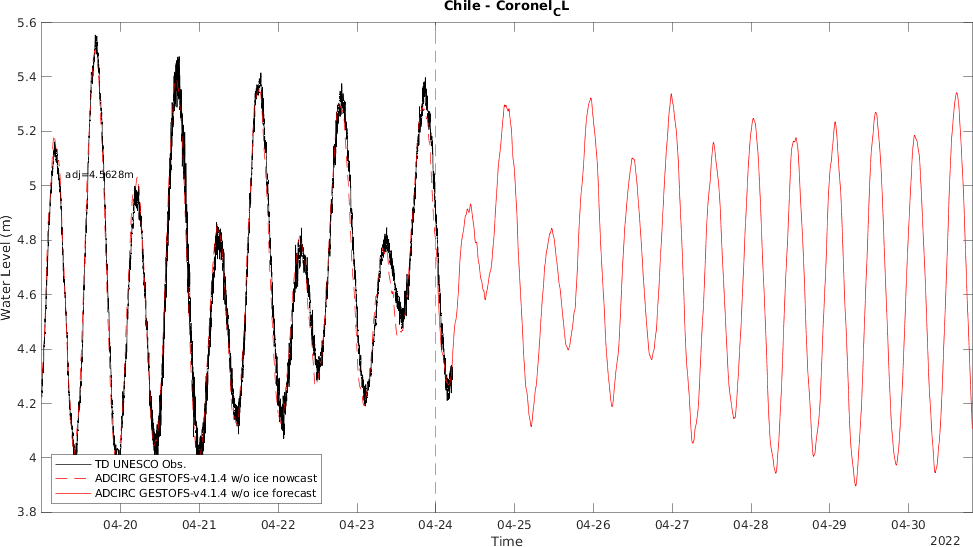 Chile - Coronel_CL
5.6
5.4
5.2
5
4.8
4.6
4.4
4.2
4
3.8
Water Level (m)
adj=4.5628m
TD UNESCO Obs.
ADCIRC GESTOFS-v4.1.4 w/o ice nowcast
ADCIRC GESTOFS-v4.1.4 w/o ice forecast
04-20 04-21 04-22 04-23 04-24 04-25 04-26 04-27 04-28 04-29 04-30
Time
2022